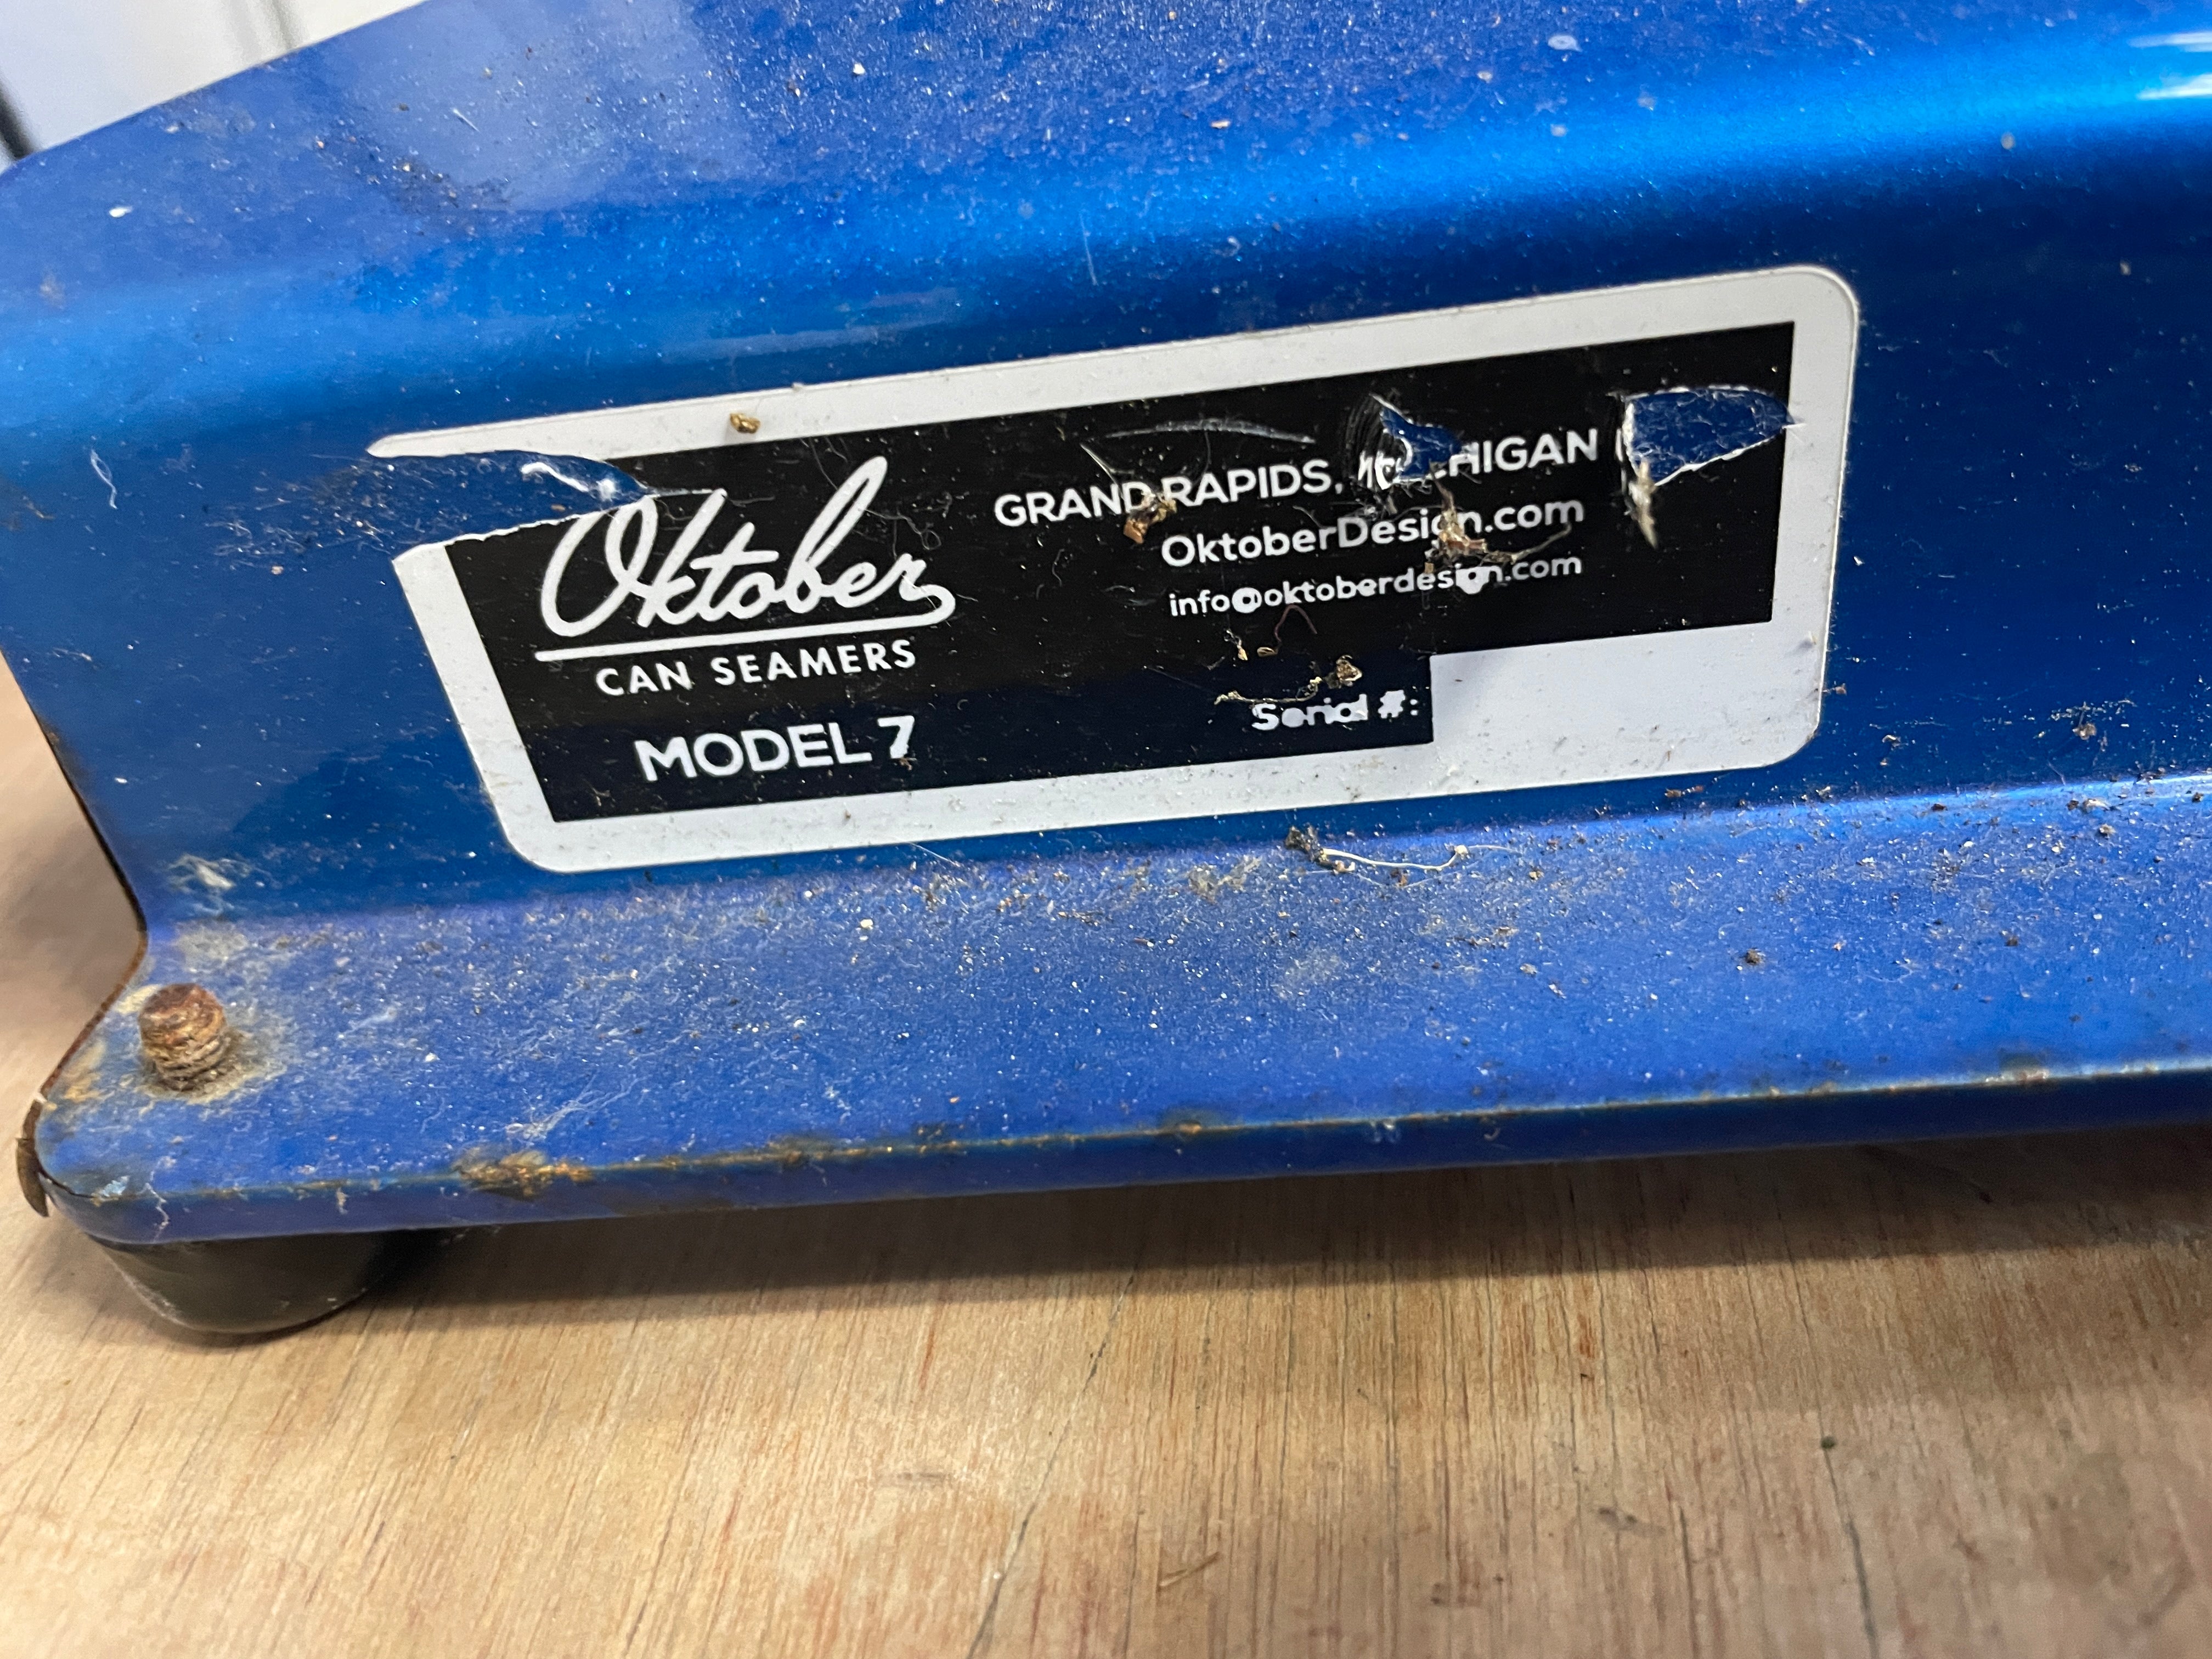 Oktober
CAN SEAMERS
MODEL 7
GRAND RAPIDS,
OktoberDesign.com
info@oktoberdesign.com
Serial #: